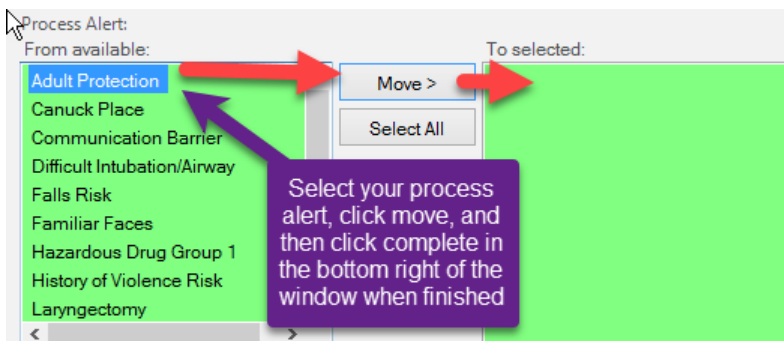 Process Alert:
From available:
To selected:
Adult Protection
Canuck Place
Communication Barrier
Difficult Intubation/Airway
Falls Risk
Familiar Faces
Hazardous Drug Group 1
History of Violence Risk
Laryngectomy
Move >
Select All
Select your process
alert, click move, and
then click complete in
the bottom right of the
window when finished